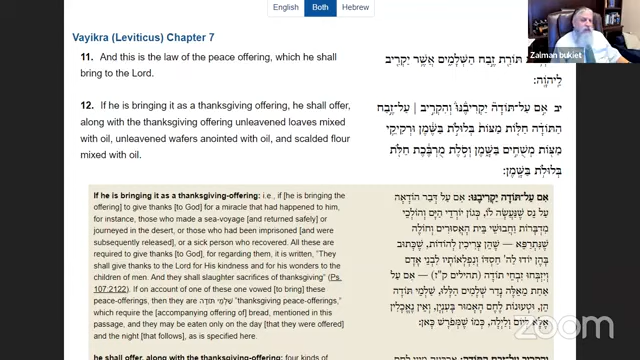 English Both Hebrew
Zalman bukiet
Vayikra (Leviticus) Chapter 7
11. And this is the law of the peace offering, which he shall
bring to the Lord.
תּוֹרַת זֶבַח הַשְּׁלָמִים אֲשֶׁר יַקְרִיב
לַיהוָה:
12. If he is bringing it as a thanksgiving offering, he shall offer,
along with the thanksgiving offering unleavened loaves mixed
with oil, unleavened wafers anointed with oil, and scalded flour
mixed with oil.
יב אִם עַל־תּוֹדָה יַקְרִיבֶנּוּ וְהִקְרִיב | עַל־זֶבַח
הַתּוֹדָה חַלּוֹת מַצּוֹת בְּלוּלֹת בַּשֶּׁמֶן וּרְקִיקֵי
מַצּוֹת מְשֻׁחִים בַּשָּׁמֶן וְסֹלֶת מֻרְבֶּכֶת חַלֹּת
בְּלוּלֹת בַּשָּׁמֶן:
If he is bringing it as a thanksgiving-offering: i.e., if [he is bringing the
offering] to give thanks [to God] for a miracle that had happened to him,
for instance, those who made a sea-voyage [and returned safely] or
journeyed in the desert, or those who had been imprisoned [and were
subsequently released], or a sick person who recovered. All these are
required to give thanks [to God], for regarding them, it is written, “They
shall give thanks to the Lord for His kindness and for his wonders to the
children of men. And they shall slaughter sacrifices of thanksgiving” (Ps.
107:2122). If on account of one of these one vowed [to bring] these
peace-offerings, then they are שַׁלְמֵי תוֹדָה “thanksgiving peace-offerings,”
which require the [accompanying offering of] bread, mentioned in this
passage, and they may be eaten only on the day [that they were offered]
and the night [that follows], as is specified here.
he shall offer, along with the thanksgiving offering: four kinds of
אם על תודה יקריבנו: אִם עַל דְּבַר הוֹדָאָה
עַל נֵס שֶׁנַּעֲשָׂה לוֹ, כְּגוֹן יוֹרְדֵי הַיָּם וְהוֹלְכֵי
מִדְבָּרוֹת וַחֲבוּשֵׁי בֵּית הָאֲסוּרִים וְחוֹלֶה
שֶׁנִּתְרַפֵּא — שֶׁהֵן צְרִיכִין לְהוֹדוֹת, שֶׁכָּתוּב
בָּהֶן יוֹדוּ לַה' חַסְדּוֹ וְנִפְלְאוֹתָיו לִבְנֵי אָדָם
וְיִזְבְּחוּ זִבְחֵי תוֹדָה (תהילים ק"ז) — אִם עַל
אַחַת מֵאֵלֶּה נָדַר שְׁלָמִים הַלָּלוּ, שַׁלְמֵי תוֹדָה
הֵן, וּטְעוּנוֹת לֶחֶם הָאָמוּר בָּעִנְיָן, וְאֵין נֶאֱכָלִין
אֶלָּא לְיוֹם וָלַיְלָה, כְּמוֹ שֶׁמְּפֹרָשׁ כָּאן:
והקריב על זבח התודה: אַרְבָּעָה מִינֵי לֶחֶם
zoom